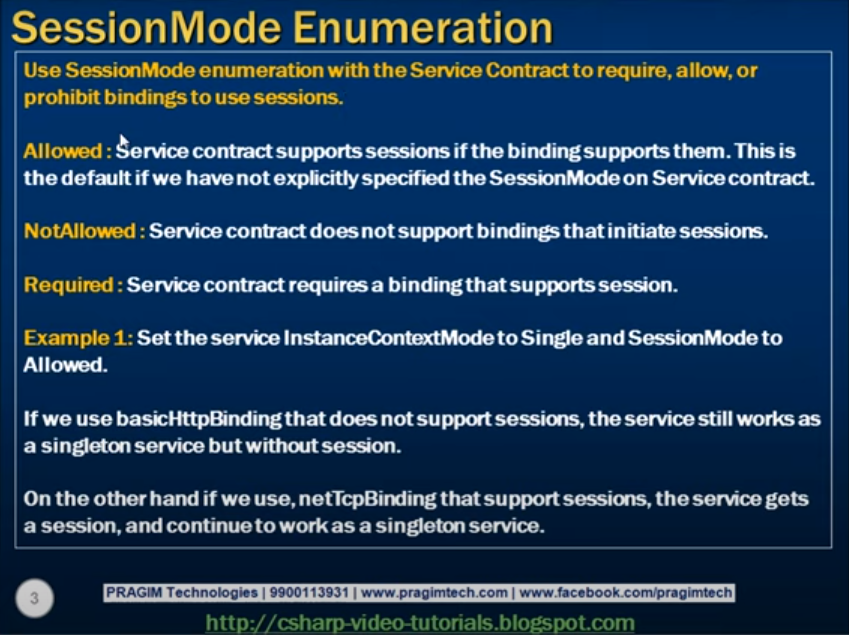 SessionMode Enumeration
Use SessionMode enumeration with the Service Contract to require, allow, or
prohibit bindings to use sessions.
Allowed : Service contract supports sessions if the binding supports them. This is
the default if we have not explicitly specified the SessionMode on Service contract.
NotAllowed : Service contract does not support bindings that initiate sessions.
Required : Service contract requires a binding that supports session.
Example 1: Set the service InstanceContextMode to Single and SessionMode to
Allowed.
If we use basicHttpBinding that does not support sessions, the service still works as
a singleton service but without session.
On the other hand if we use, netTcpBinding that support sessions, the service gets
a session, and continue to work as a singleton service.
3
PRAGIM Technologies | 9900113931 | www.pragimtech.com | www.facebook.com/pragimtech
http://csharp-video-tutorials.blogspot.com